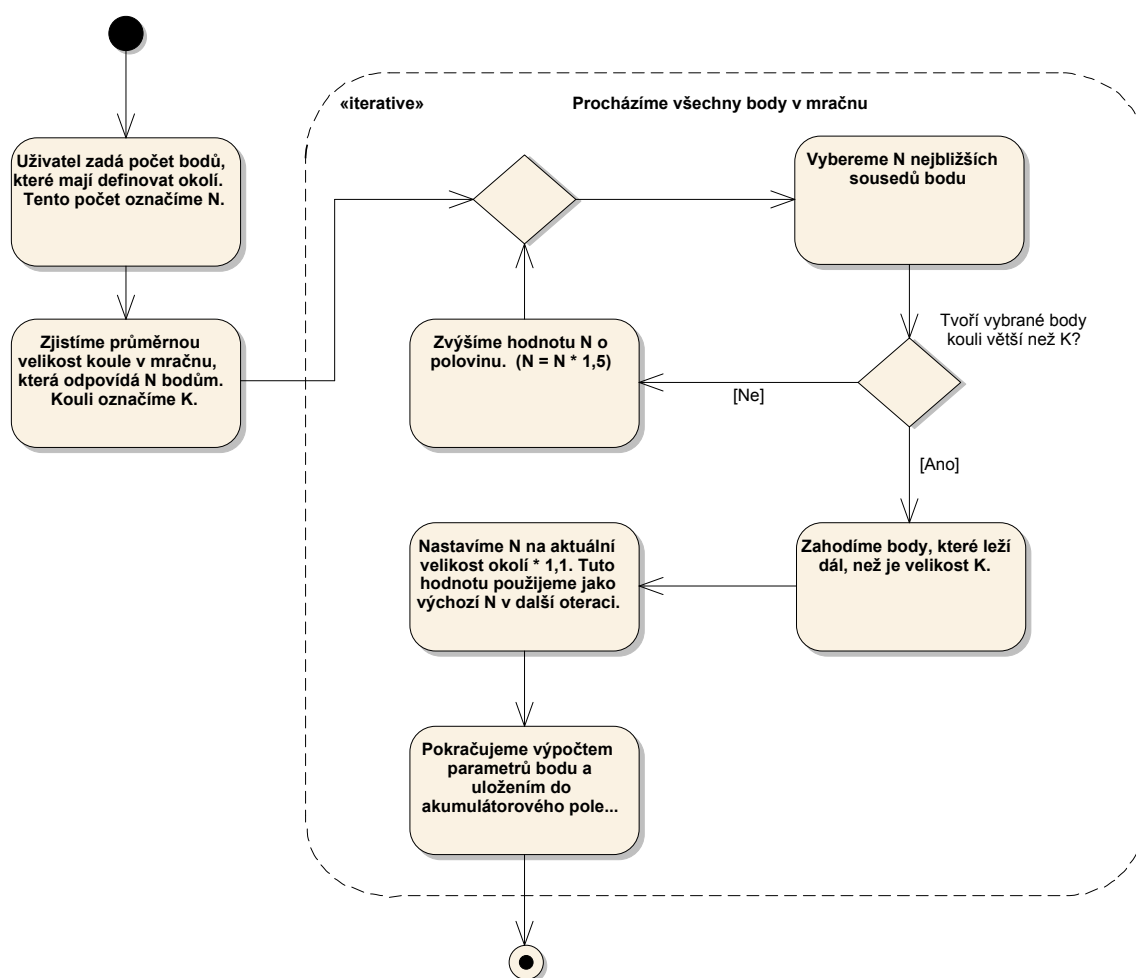 «iterative»
Procházíme všechny body v mračnu
Uživatel zadá počet bodů,
které mají definovat okolí.
Tento počet označíme N.
Vybereme N nejbližších
sousedů bodu
Zjistíme průměrnou
velikost koule v mračnu,
která odpovídá N bodům.
Kouli označíme K.
Zvýšíme hodnotu N o
polovinu. (N = N * 1,5)
Tvoří vybrané body
kouli větší než K?
[Ne]
[Ano]
Nastavíme N na aktuální
velikost okolí * 1,1. Tuto
hodnotu použijeme jako
výchozí N v další oteraci.
Zahodíme body, které leží
dál, než je velikost K.
Pokračujeme výpočtem
parametrů bodu a
uložením do
akumulátorového pole...